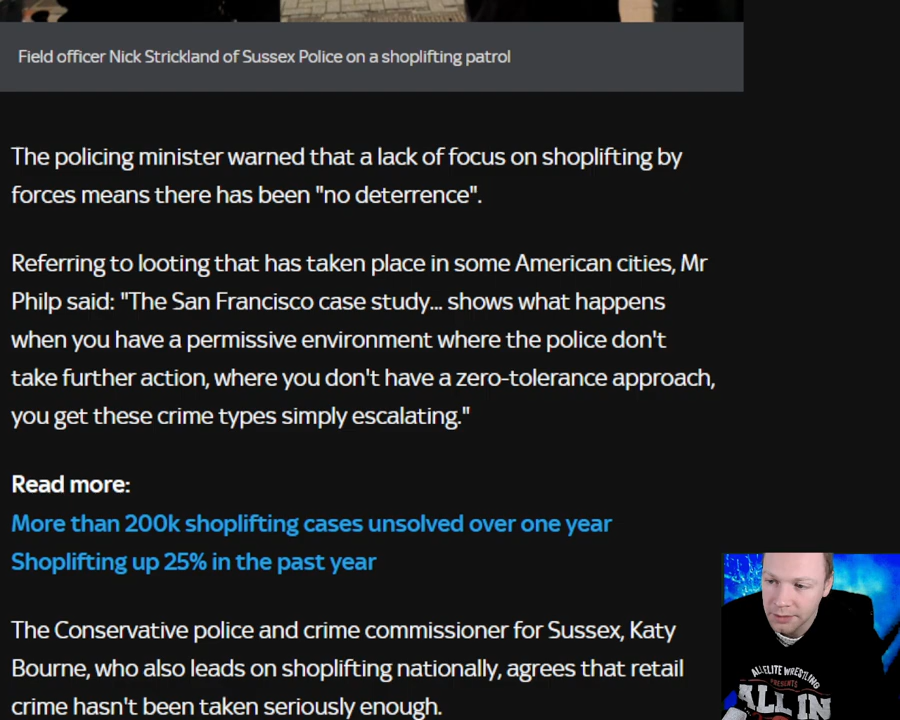 Field officer Nick Strickland of Sussex Police on a shoplifting patrol
The policing minister warned that a lack of focus on shoplifting by
forces means there has been "no deterrence".
Referring to looting that has taken place in some American cities, Mr
Philp said: "The San Francisco case study... shows what happens
when you have a permissive environment where the police don't
take further action, where you don't have a zero-tolerance approach,
you get these crime types simply escalating."
Read more:
More than 200k shoplifting cases unsolved over one year
Shoplifting up 25% in the past year
The Conservative police and crime commissioner for Sussex, Katy
Bourne, who also leads on shoplifting nationally, agrees that retail
crime hasn't been taken seriously enough.
ALL ELITE WRESTLING
PRESENTS
ALL IN